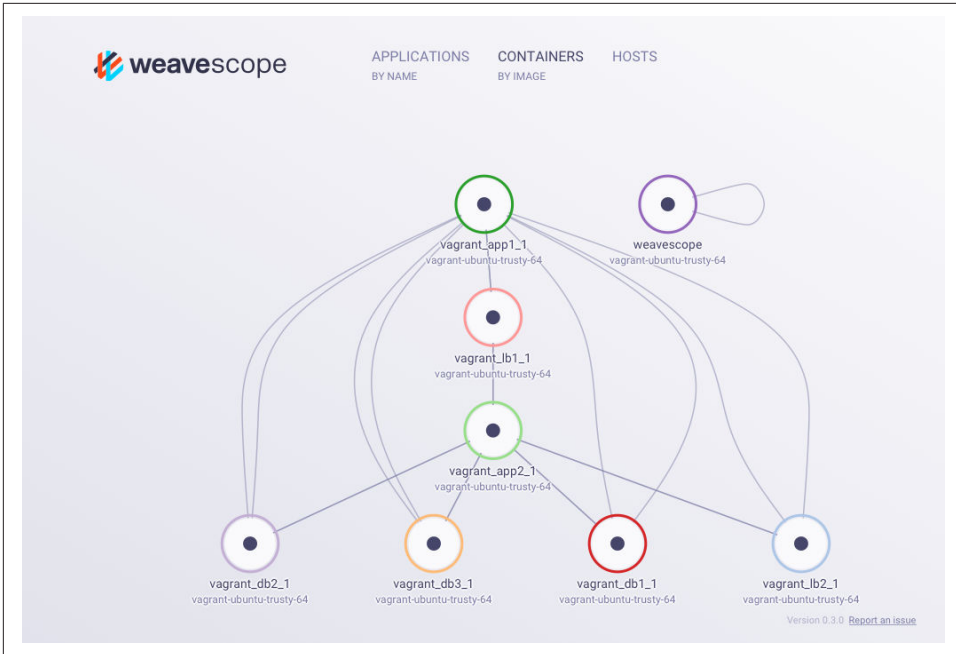 weavescope
APPLICATIONS CONTAINERS HOSTS
BY NAME BY IMAGE
vagrant_app1_1 weavescope
vagrant-ubuntu-trusty-64 vagrant-ubuntu-trusty-64
vagrant_lb1_1
vagrant-ubuntu-trusty-64
vagrant_app2_1
vagrant-ubuntu-trusty-64
vagrant_db2_1 vagrant_db3_1 vagrant_db1_1 vagrant_lb2_1
vagrant-ubuntu-trusty-64 vagrant-ubuntu-trusty-64 vagrant-ubuntu-trusty-64 vagrant-ubuntu-trusty-64
Version 0.3.0 Report an issue